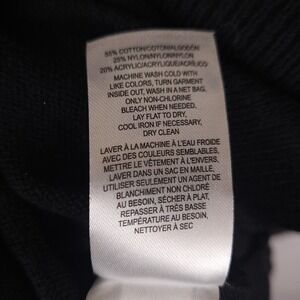 55% COTTON/COTON/ALGODÓN
25% NYLON/NYLON/NYLON
20% ACRYLIC/ACRYLIQUE/ACRÍLICO
MACHINE WASH COLD WITH
LIKE COLORS, TURN GARMENT
INSIDE OUT, WASH IN A NET BAG,
ONLY NON-CHLORINE
BLEACH WHEN NEEDED,
LAY FLAT TO DRY,
COOL IRON IF NECESSARY,
DRY CLEAN
LAVER À LA MACHINE À L'EAU FROIDE
AVEC DES COULEURS SEMBLABLES,
METTRE LE VÊTEMENT À L'ENVERS,
LAVER DANS UN SAC EN MAILLE,
UTILISER SEULEMENT UN AGENT DE
BLANCHIMENT NON CHLORÉ
AU BESOIN, SÉCHER À PLAT,
REPASSER À TRÈS BASSE
TEMPÉRATURE AU BESOIN,
NETTOYER À SEC